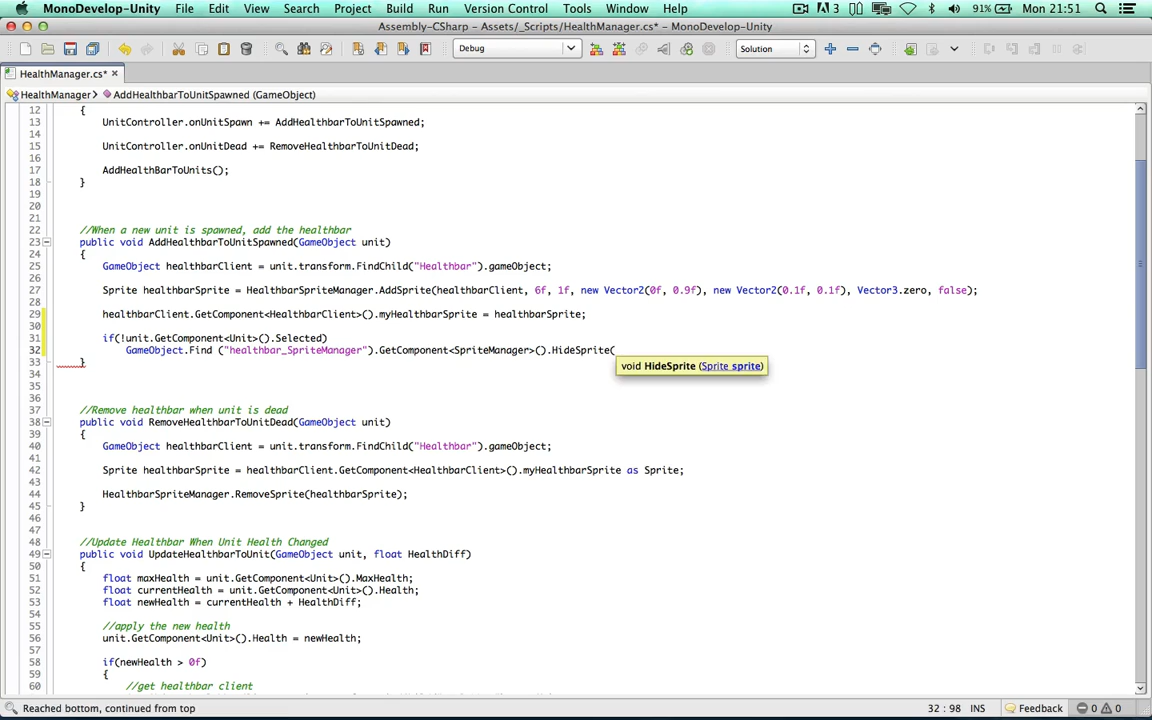 MonoDevelop-Unity File Edit View Search Project Build Run Version Control Tools Window Help 3 91% Mon 21:51
Assembly-CSharp - Assets/_Scripts/HealthManager.cs* - MonoDevelop-Unity
Debug Solution
HealthManager.cs*
HealthManager AddHealthbarToUnitSpawned (GameObject)
12 {
13 UnitController.onUnitSpawn += AddHealthbarToUnitSpawned;
14
15 UnitController.onUnitDead += RemoveHealthbarToUnitDead;
16
17 AddHealthBarToUnits();
18 }
19
20
21
22 //When a new unit is spawned, add the healthbar
23 public void AddHealthbarToUnitSpawned(GameObject unit)
24 {
25 GameObject healthbarClient = unit.transform.FindChild("Healthbar").gameObject;
26
27 Sprite healthbarSprite = HealthbarSpriteManager.AddSprite(healthbarClient, 6f, 1f, new Vector2(0f, 0.9f), new Vector2(0.1f, 0.1f), Vector3.zero, false);
28
29 healthbarClient.GetComponent<HealthbarClient>().myHealthbarSprite = healthbarSprite;
30
31 if(!unit.GetComponent<Unit>().Selected)
32 GameObject.Find ("healthbar_SpriteManager").GetComponent<SpriteManager>().HideSprite(
33 }
void HideSprite (Sprite sprite)
34
35
36
37 //Remove healthbar when unit is dead
38 public void RemoveHealthbarToUnitDead(GameObject unit)
39 {
40 GameObject healthbarClient = unit.transform.FindChild("Healthbar").gameObject;
41
42 Sprite healthbarSprite = healthbarClient.GetComponent<HealthbarClient>().myHealthbarSprite as Sprite;
43
44 HealthbarSpriteManager.RemoveSprite(healthbarSprite);
45 }
46
47
48 //Update Healthbar When Unit Health Changed
49 public void UpdateHealthbarToUnit(GameObject unit, float HealthDiff)
50 {
51 float maxHealth = unit.GetComponent<Unit>().MaxHealth;
52 float currentHealth = unit.GetComponent<Unit>().Health;
53 float newHealth = currentHealth + HealthDiff;
54
55 //apply the new health
56 unit.GetComponent<Unit>().Health = newHealth;
57
58 if(newHealth > 0f)
59 {
60 //get healthbar client
Reached bottom, continued from top 32 : 98 INS Feedback 0 0